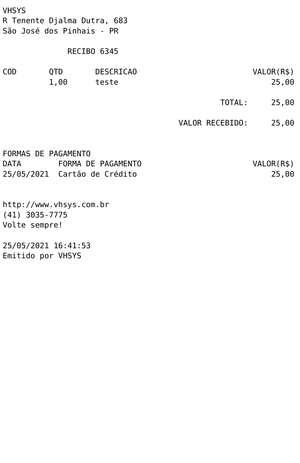 VHSYS
R Tenente Djalma Dutra, 683
São José dos Pinhais - PR
RECIBO 6345
COD QTD DESCRICAO VALOR(R$)
1,00 teste 25,00
TOTAL: 25,00
VALOR RECEBIDO: 25,00
FORMAS DE PAGAMENTO
DATA FORMA DE PAGAMENTO VALOR(R$)
25/05/2021 Cartão de Crédito 25,00
http://www.vhsys.com.br
(41) 3035-7775
Volte sempre!
25/05/2021 16:41:53
Emitido por VHSYS